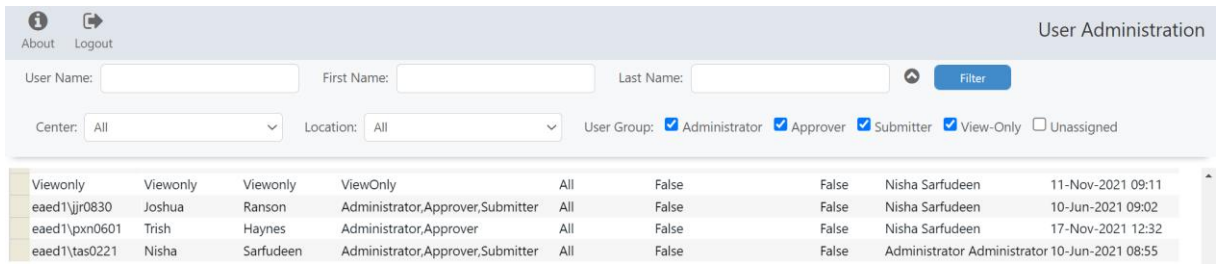 About Logout User Administration
User Name: First Name: Last Name: Filter
Center: All Location: All User Group: Administrator Approver Submitter View-Only Unassigned
Viewonly Viewonly Viewonly ViewOnly All False False Nisha Sarfudeen 11-Nov-2021 09:11
eaed1\jjr0830 Joshua Ranson Administrator,Approver,Submitter All False False Nisha Sarfudeen 10-Jun-2021 09:02
eaed1\pxn0601 Trish Haynes Administrator,Approver All False False Nisha Sarfudeen 17-Nov-2021 12:32
eaed1\tas0221 Nisha Sarfudeen Administrator,Approver,Submitter All False False Administrator Administrator 10-Jun-2021 08:55